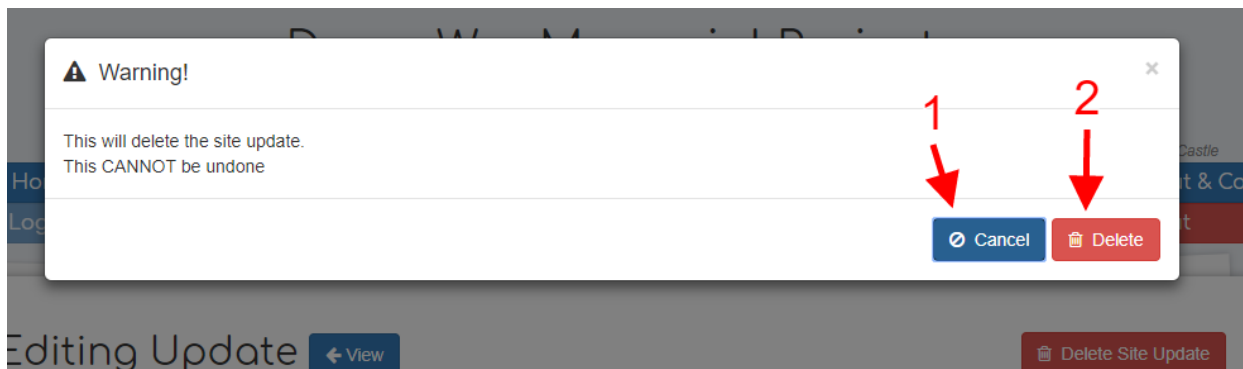 Warning!
×
1
2
This will delete the site update.
This CANNOT be undone
Castle
Cancel
Delete
Editing Update
View
Delete Site Update